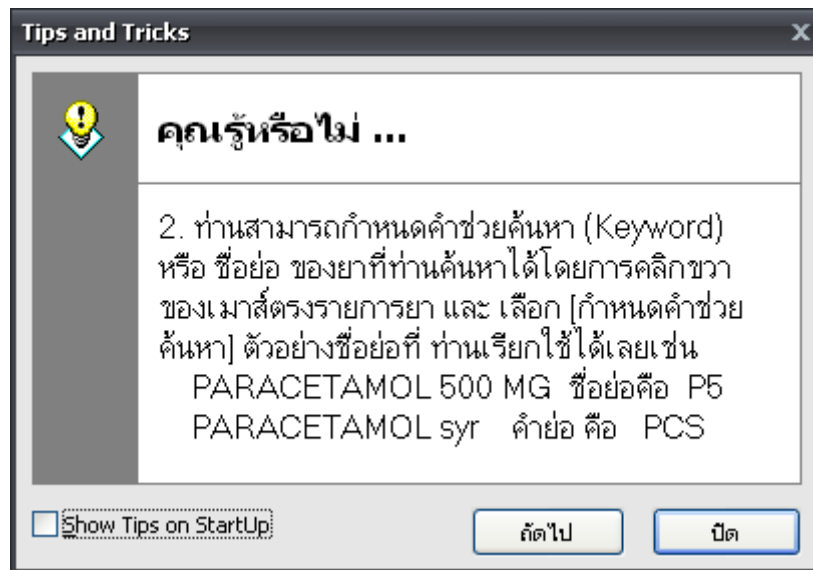 Tips and Tricks
คุณรู้หรือไม่ ...
2. ท่านสามารถกำหนดคำช่วยค้นหา (Keyword)
หรือ ชื่อย่อ ของยาที่ท่านค้นหาได้โดยการคลิกขวา
ของเมาส์ตรงรายการยา และ เลือก [กำหนดคำช่วย
ค้นหา] ตัวอย่างชื่อย่อที่ ท่านเรียกใช้ได้เลยเช่น
PARACETAMOL 500 MG ชื่อย่อคือ P5
PARACETAMOL syr คำย่อ คือ PCS
Show Tips on StartUp
ถัดไป
ปิด